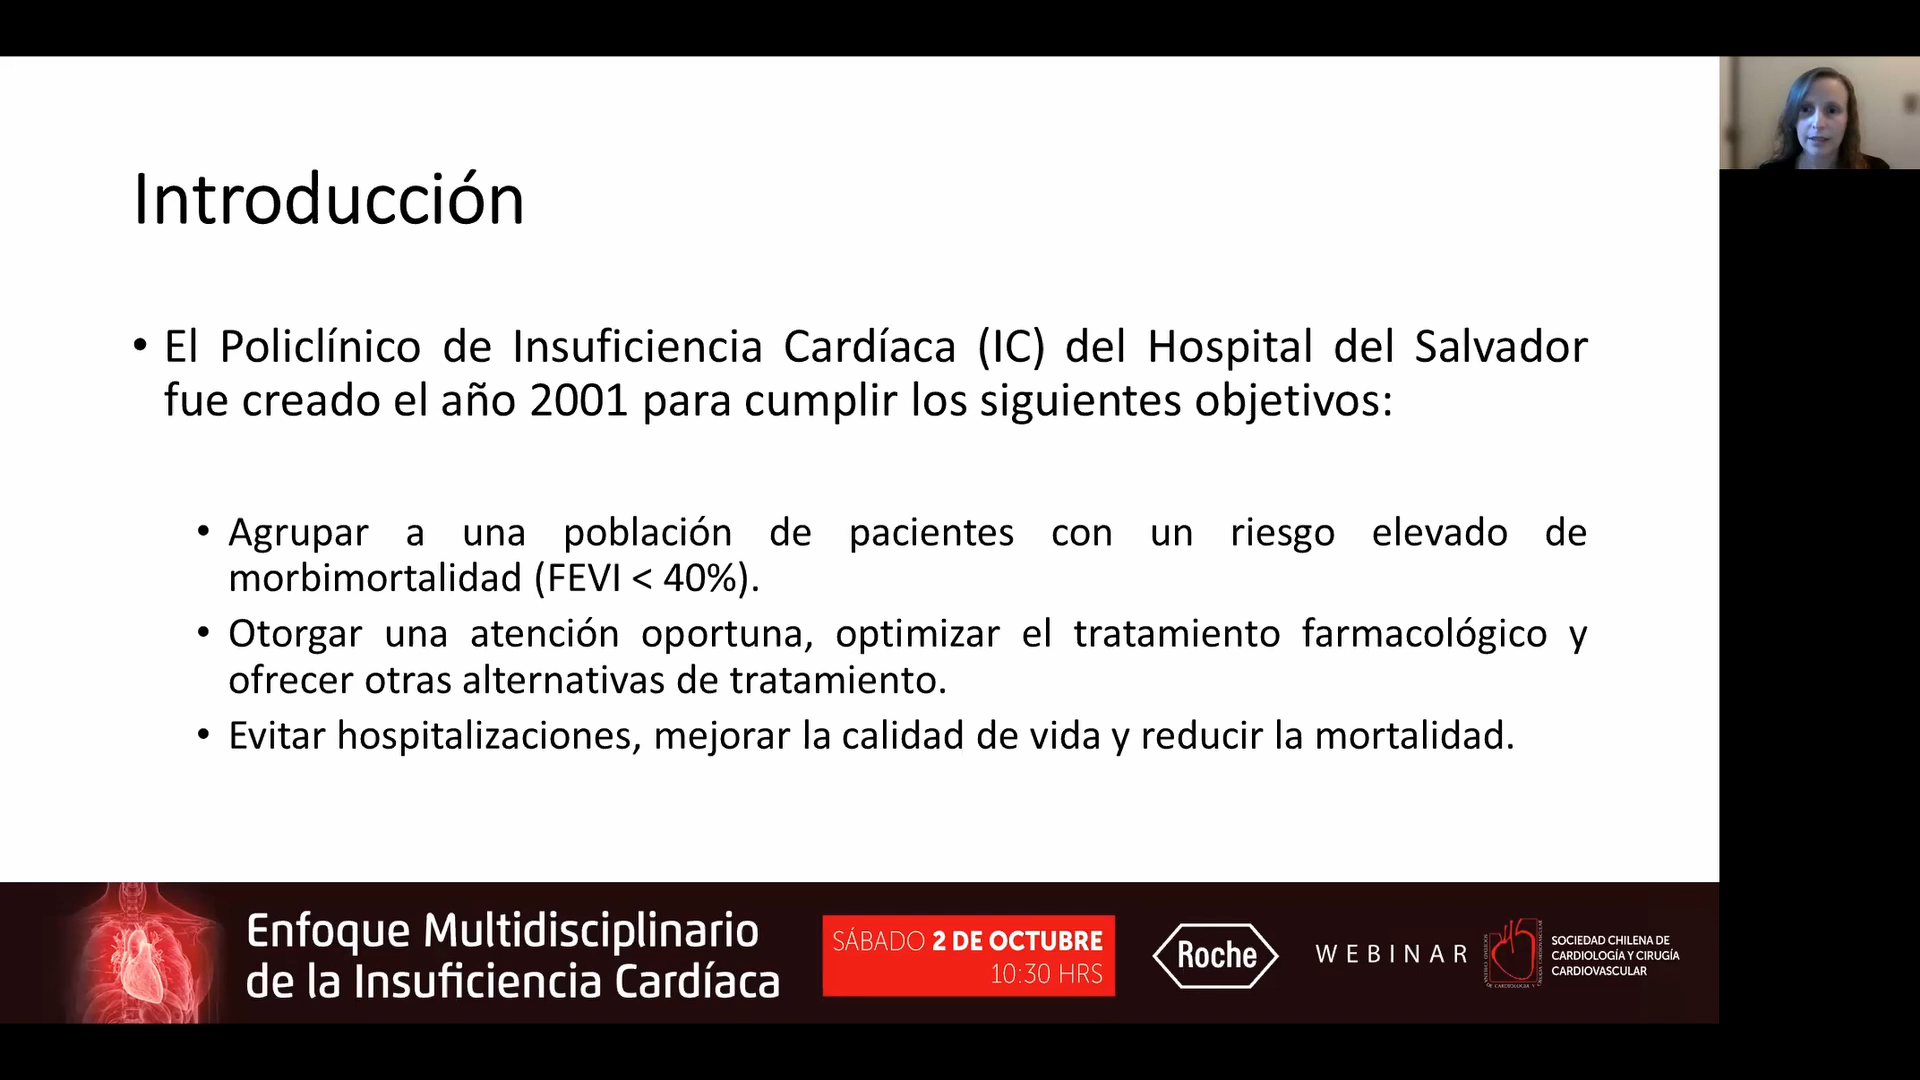 Introducción
• El Policlínico de Insuficiencia Cardíaca (IC) del Hospital del Salvador
fue creado el año 2001 para cumplir los siguientes objetivos:
• Agrupar a una población de pacientes con un riesgo elevado de
morbimortalidad (FEVI < 40%).
• Otorgar una atención oportuna, optimizar el tratamiento farmacológico y
ofrecer otras alternativas de tratamiento.
• Evitar hospitalizaciones, mejorar la calidad de vida y reducir la mortalidad.
Enfoque Multidisciplinario
de la Insuficiencia Cardíaca
SÁBADO 2 DE OCTUBRE
10:30 HRS
Roche
WEBINAR
SOCIEDAD CHILENA DE
CARDIOLOGÍA Y CIRUGÍA
CARDIOVASCULAR